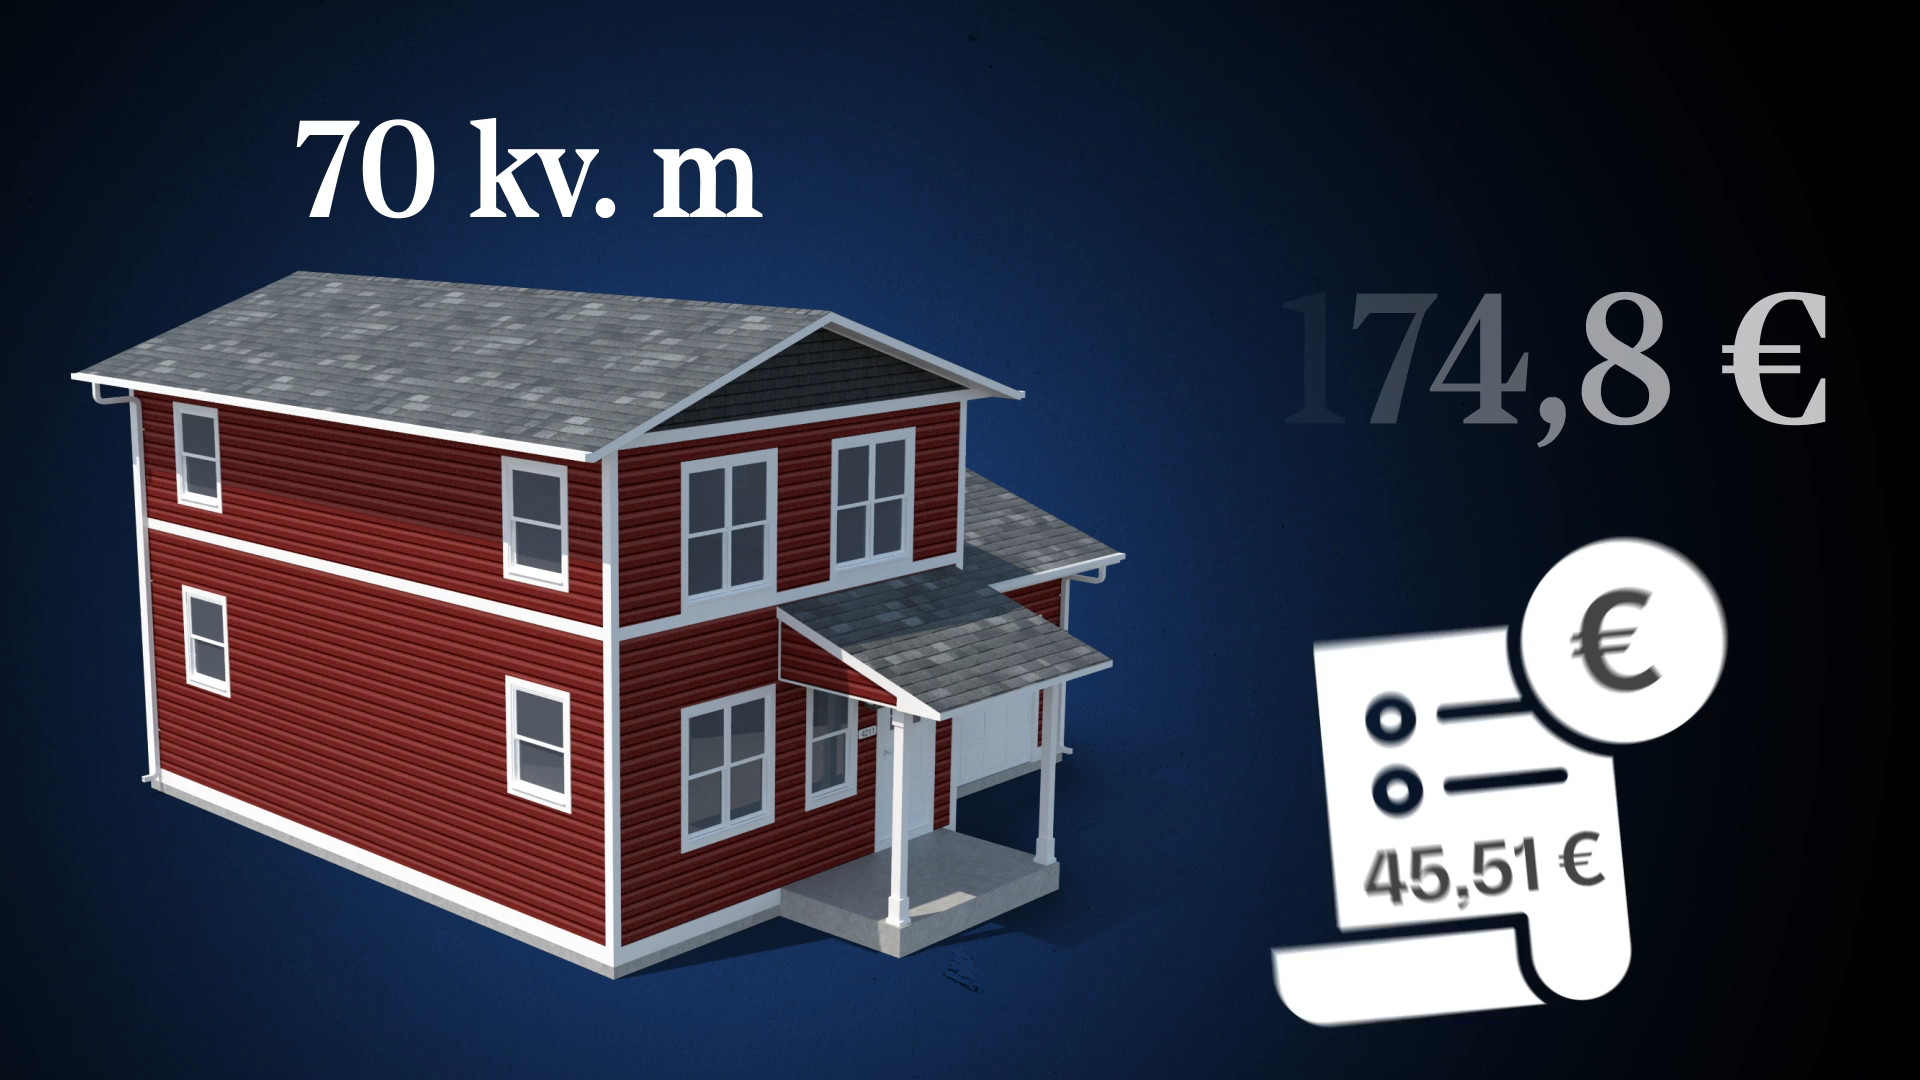 70 kv. m
174,8 €
€
45,51 €